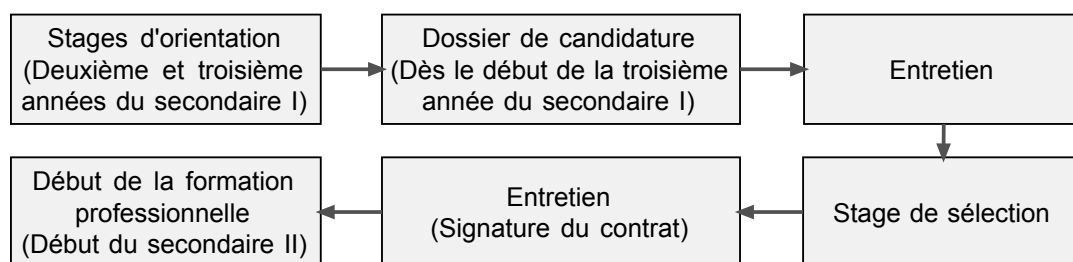 Stages d'orientation
(Deuxième et troisième
années du secondaire I)
Dossier de candidature
(Dès le début de la troisième
année du secondaire I)
Entretien
Stage de sélection
Entretien
(Signature du contrat)
Début de la formation
professionnelle
(Début du secondaire II)